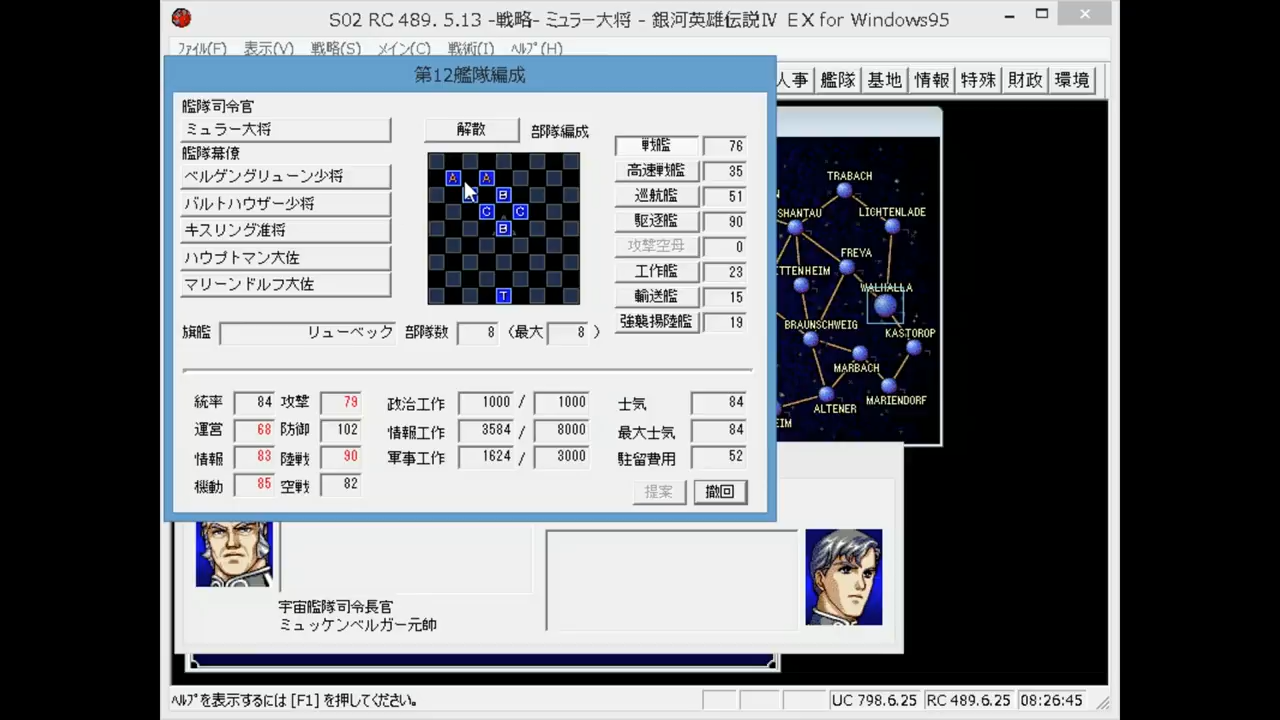 S02 RC 489. 5.13 -戦略- ミュラー大将 - 銀河英雄伝説Ⅳ EX for Windows95
ﾌｧｲﾙ(F) 表示(V) 戦略(S) メイン(C) 戦術(I) ﾍﾙﾌﾟ(H)
人事 艦隊 基地 情報 特殊 財政 環境
第12艦隊編成
艦隊司令官
ミュラー大将
艦隊幕僚
ベルゲングリューン少将
バルトハウザー少将
キスリング准将
ハウプトマン大佐
マリーンドルフ大佐
解散 部隊編成
A A
B
C C
B
T
戦艦 76
高速戦艦 35
巡航艦 51
駆逐艦 90
攻撃空母 0
工作艦 23
輸送艦 15
強襲揚陸艦 19
旗艦 リューベック 部隊数 8 (最大 8 )
統率 84 攻撃 79 政治工作 1000 / 1000 士気 84
運営 68 防御 102 情報工作 3584 / 8000 最大士気 84
情報 83 陸戦 90 軍事工作 1624 / 3000 駐留費用 52
機動 85 空戦 82
提案 撤回
TRABACH
SHANTAU
LICHTENLADE
FREYA
TTENHEIM
WALHALLA
BRAUNSCHWEIG
KASTOROP
MARBACH
MARIENDORF
ALTENER
EIM
宇宙艦隊司令長官
ミュッケンベルガー元帥
ﾍﾙﾌﾟを表示するには [F1] を押してください。
UC 798.6.25 RC 489.6.25 08:26:45